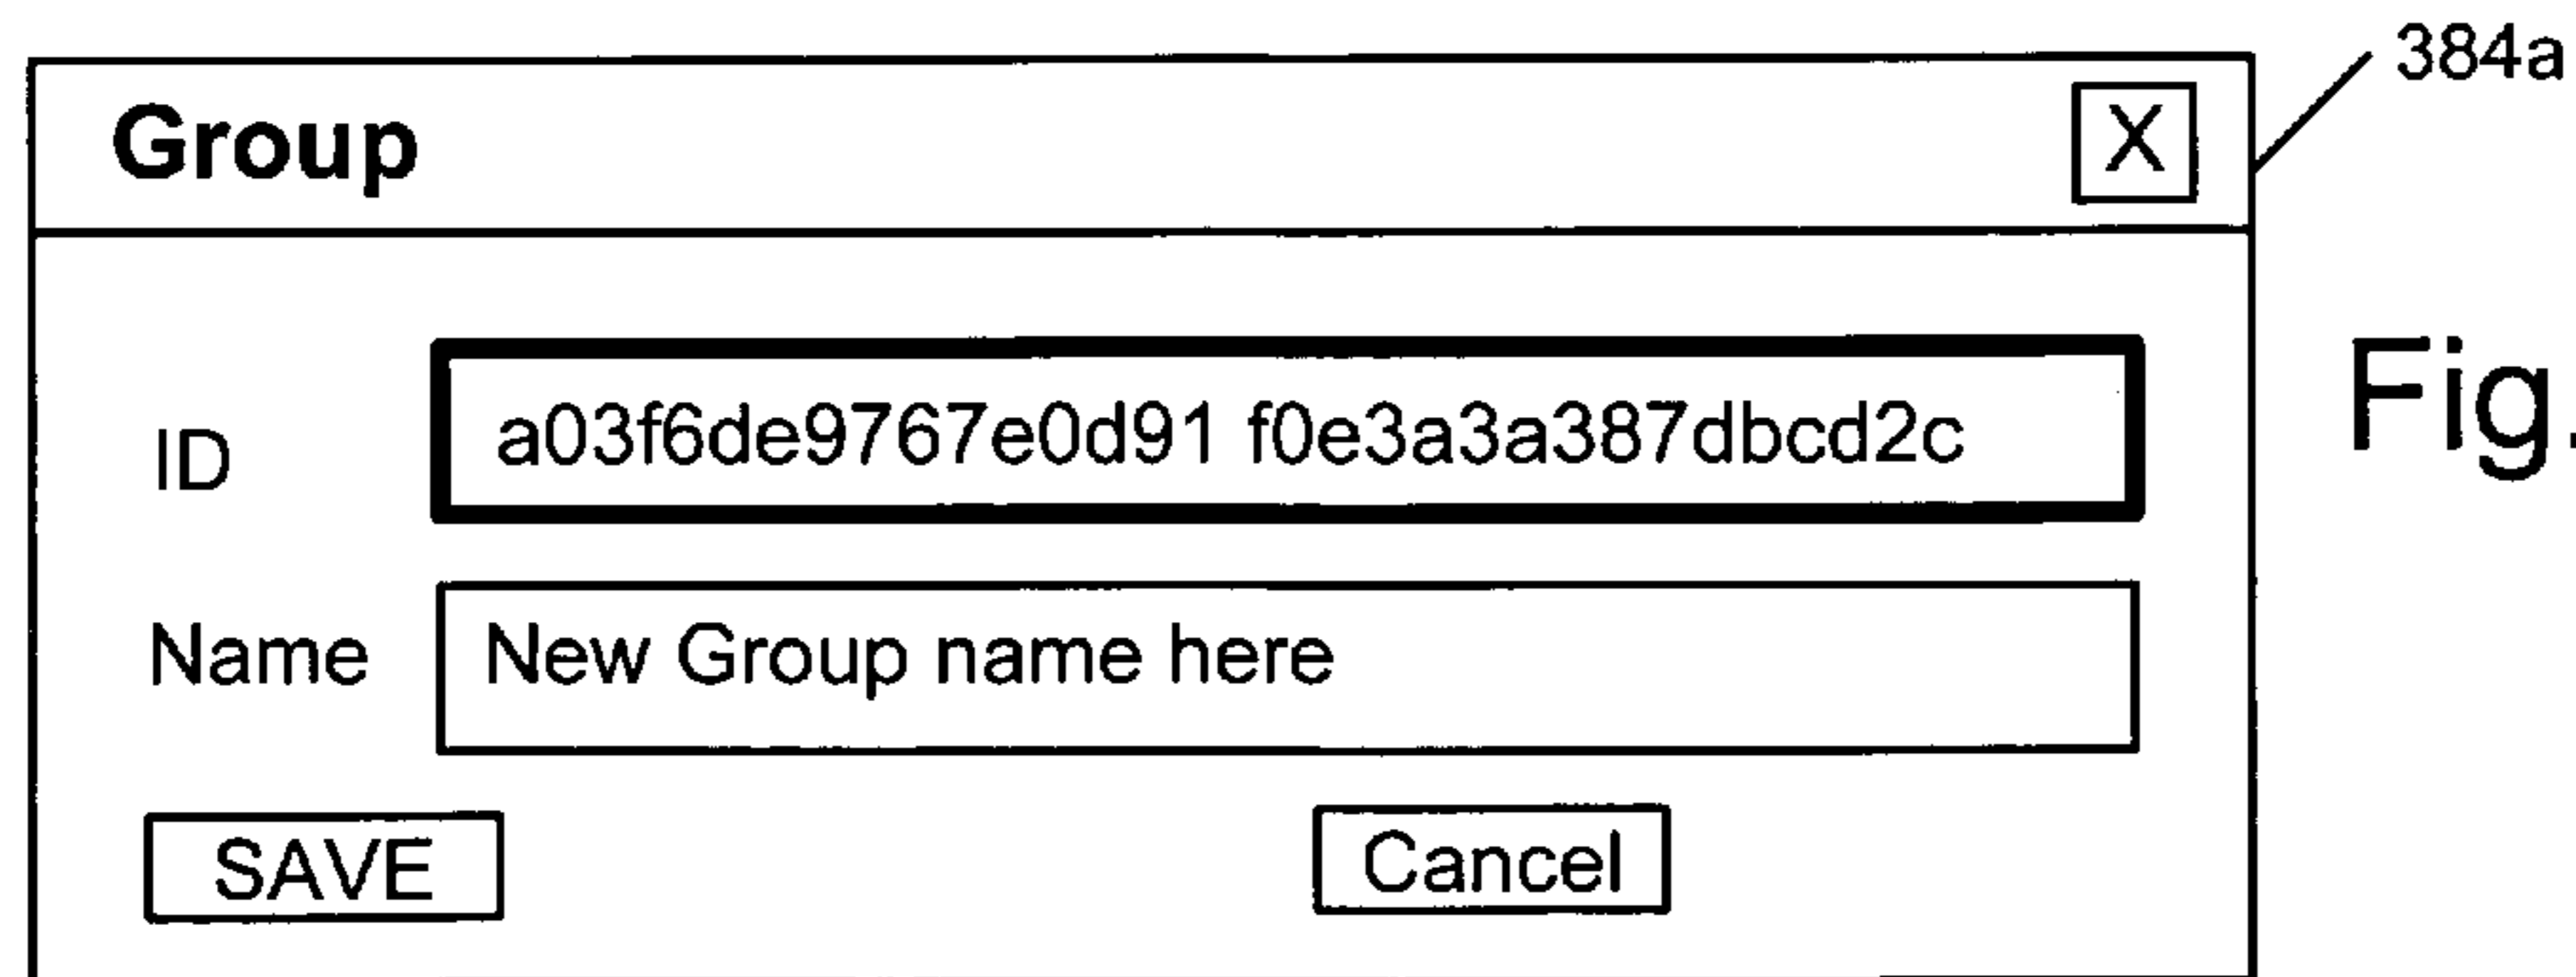 384a
Group X
Fig.
ID a03f6de9767e0d91 f0e3a3a387dbcd2c
Name New Group name here
SAVE Cancel